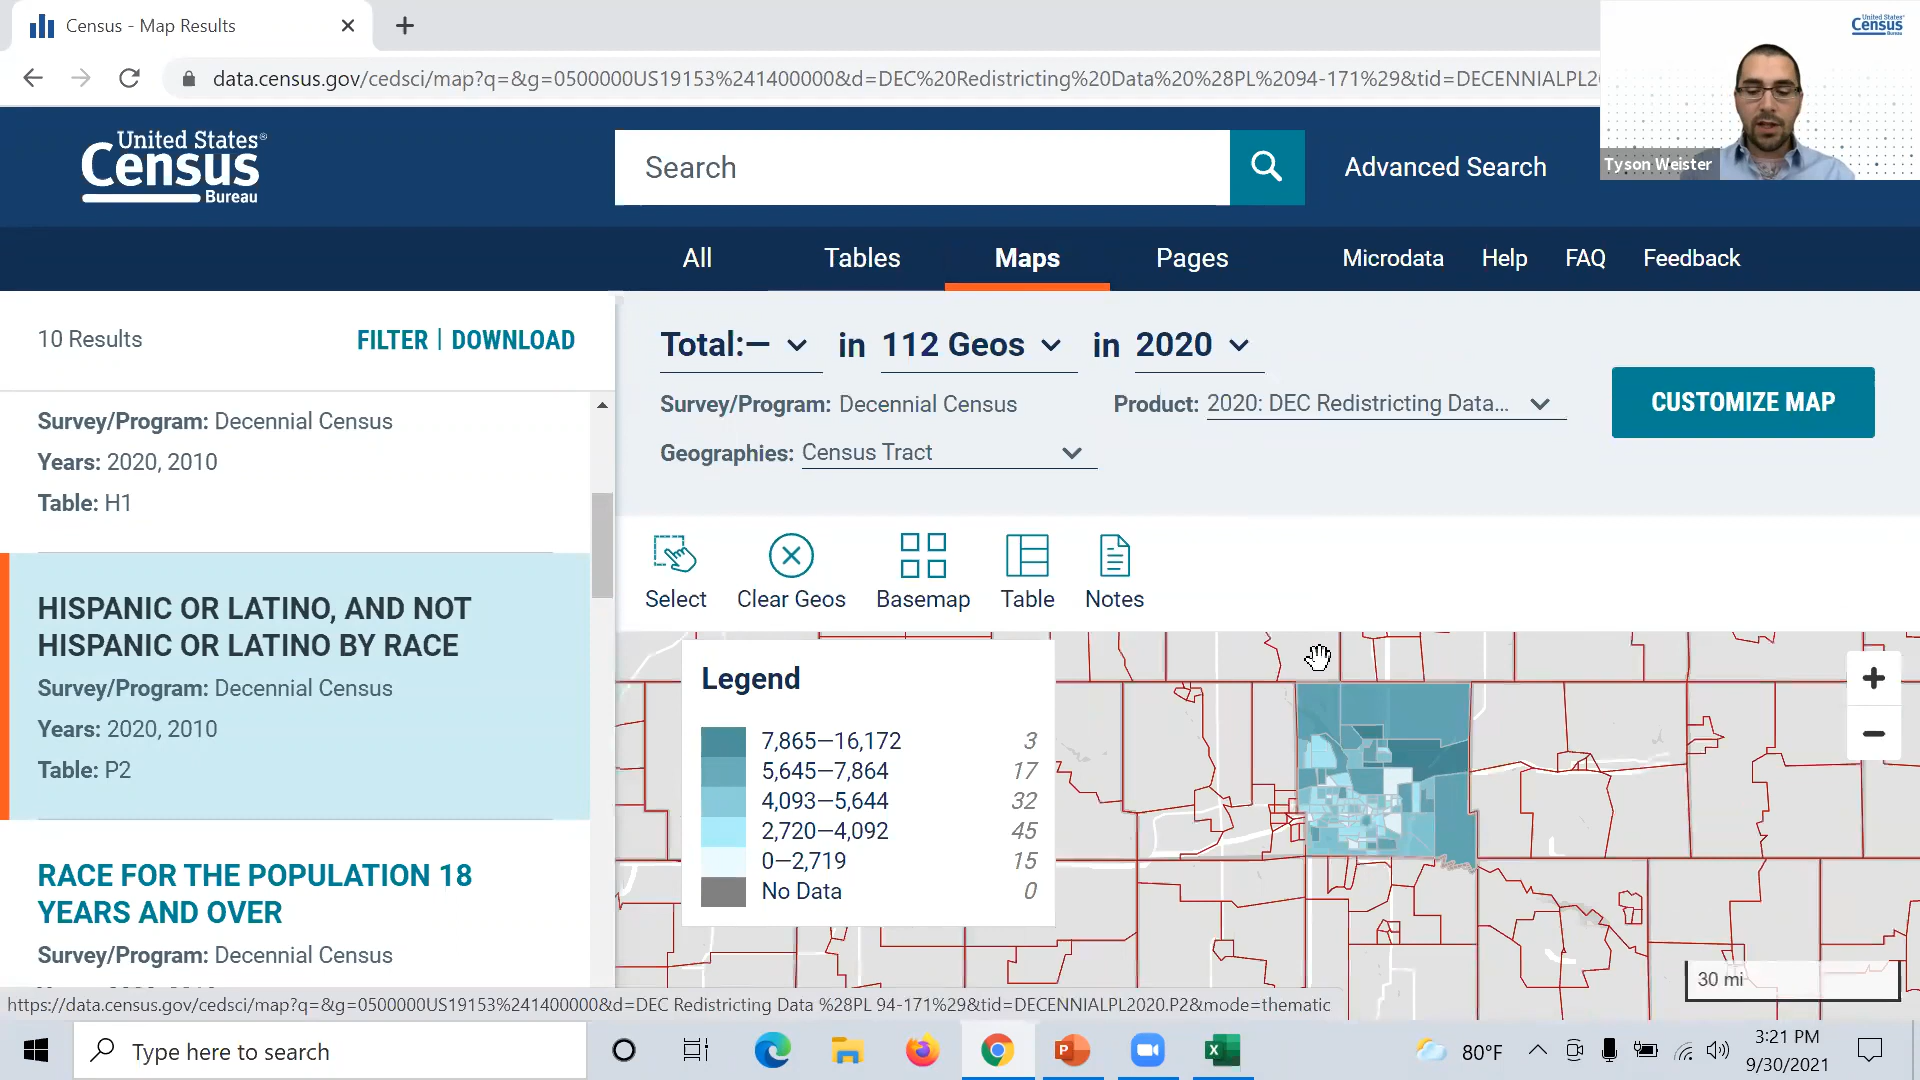 Census - Map Results
data.census.gov/cedsci/map?q=&g=0500000US19153%241400000&d=DEC%20Redistricting%20Data%20%28PL%2094-171%29&tid=DECENNIALPL2
United States
Census
Bureau
Tyson Weister
United States®
Census
Bureau
Search
Advanced Search
All
Tables
Maps
Pages
Microdata
Help
FAQ
Feedback
10 Results
FILTER | DOWNLOAD
Survey/Program: Decennial Census
Years: 2020, 2010
Table: H1
HISPANIC OR LATINO, AND NOT
HISPANIC OR LATINO BY RACE
Survey/Program: Decennial Census
Years: 2020, 2010
Table: P2
RACE FOR THE POPULATION 18
YEARS AND OVER
Survey/Program: Decennial Census
Total:— in 112 Geos in 2020
Survey/Program: Decennial Census
Product: 2020: DEC Redistricting Data...
Geographies: Census Tract
CUSTOMIZE MAP
Select
Clear Geos
Basemap
Table
Notes
Legend
7,865—16,172 3
5,645—7,864 17
4,093—5,644 32
2,720—4,092 45
0—2,719 15
No Data 0
30 mi
https://data.census.gov/cedsci/map?q=&g=0500000US19153%241400000&d=DEC Redistricting Data %28PL 94-171%29&tid=DECENNIALPL2020.P2&mode=thematic
Type here to search
80°F
3:21 PM
9/30/2021